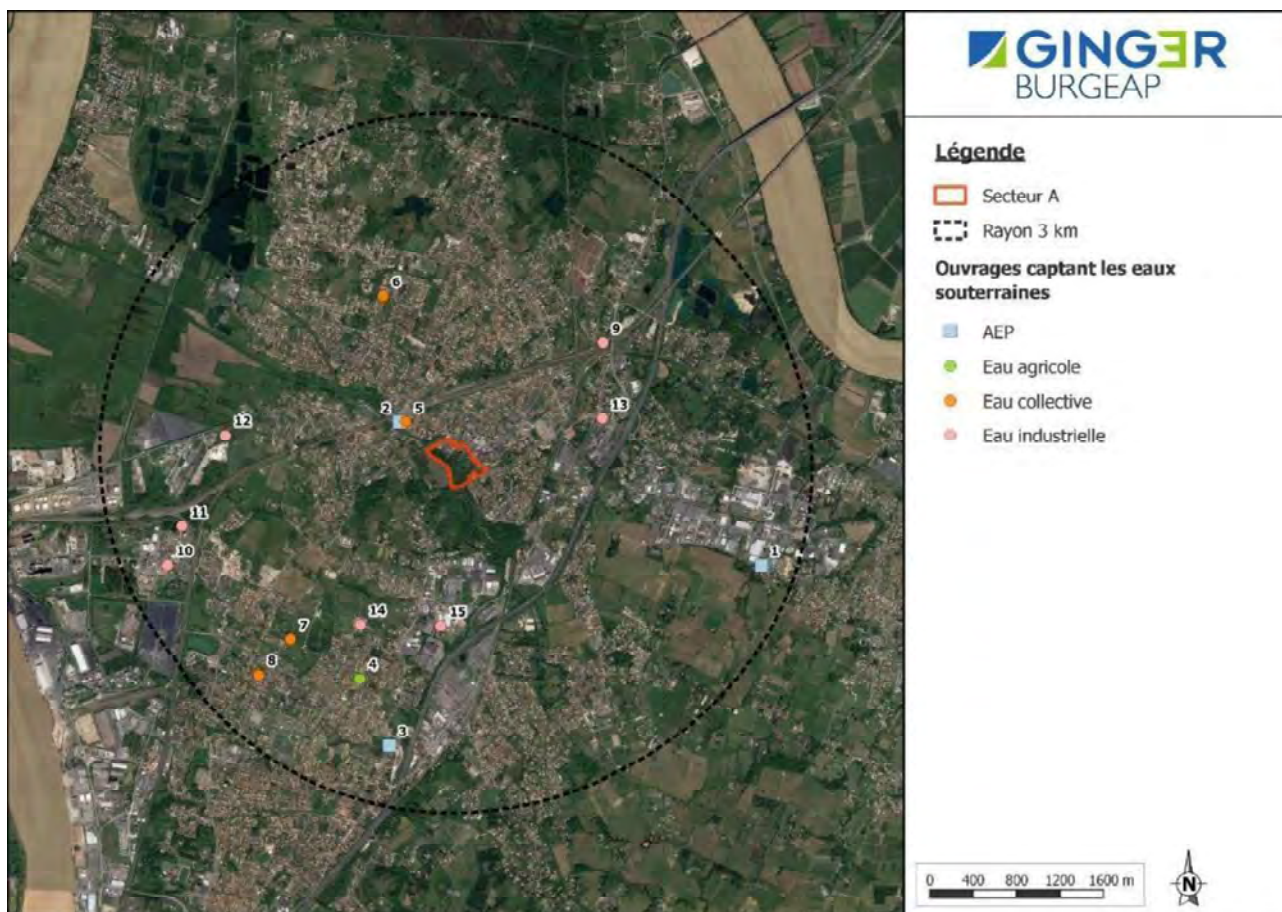 GINGER
BURGEAP
Légende
Secteur A
Rayon 3 km
Ouvrages captant les eaux
souterraines
AEP
Eau agricole
Eau collective
Eau industrielle
6
9
2
5
13
12
11
10
1
14
15
7
8
4
3
0 400 800 1200 1600 m
N